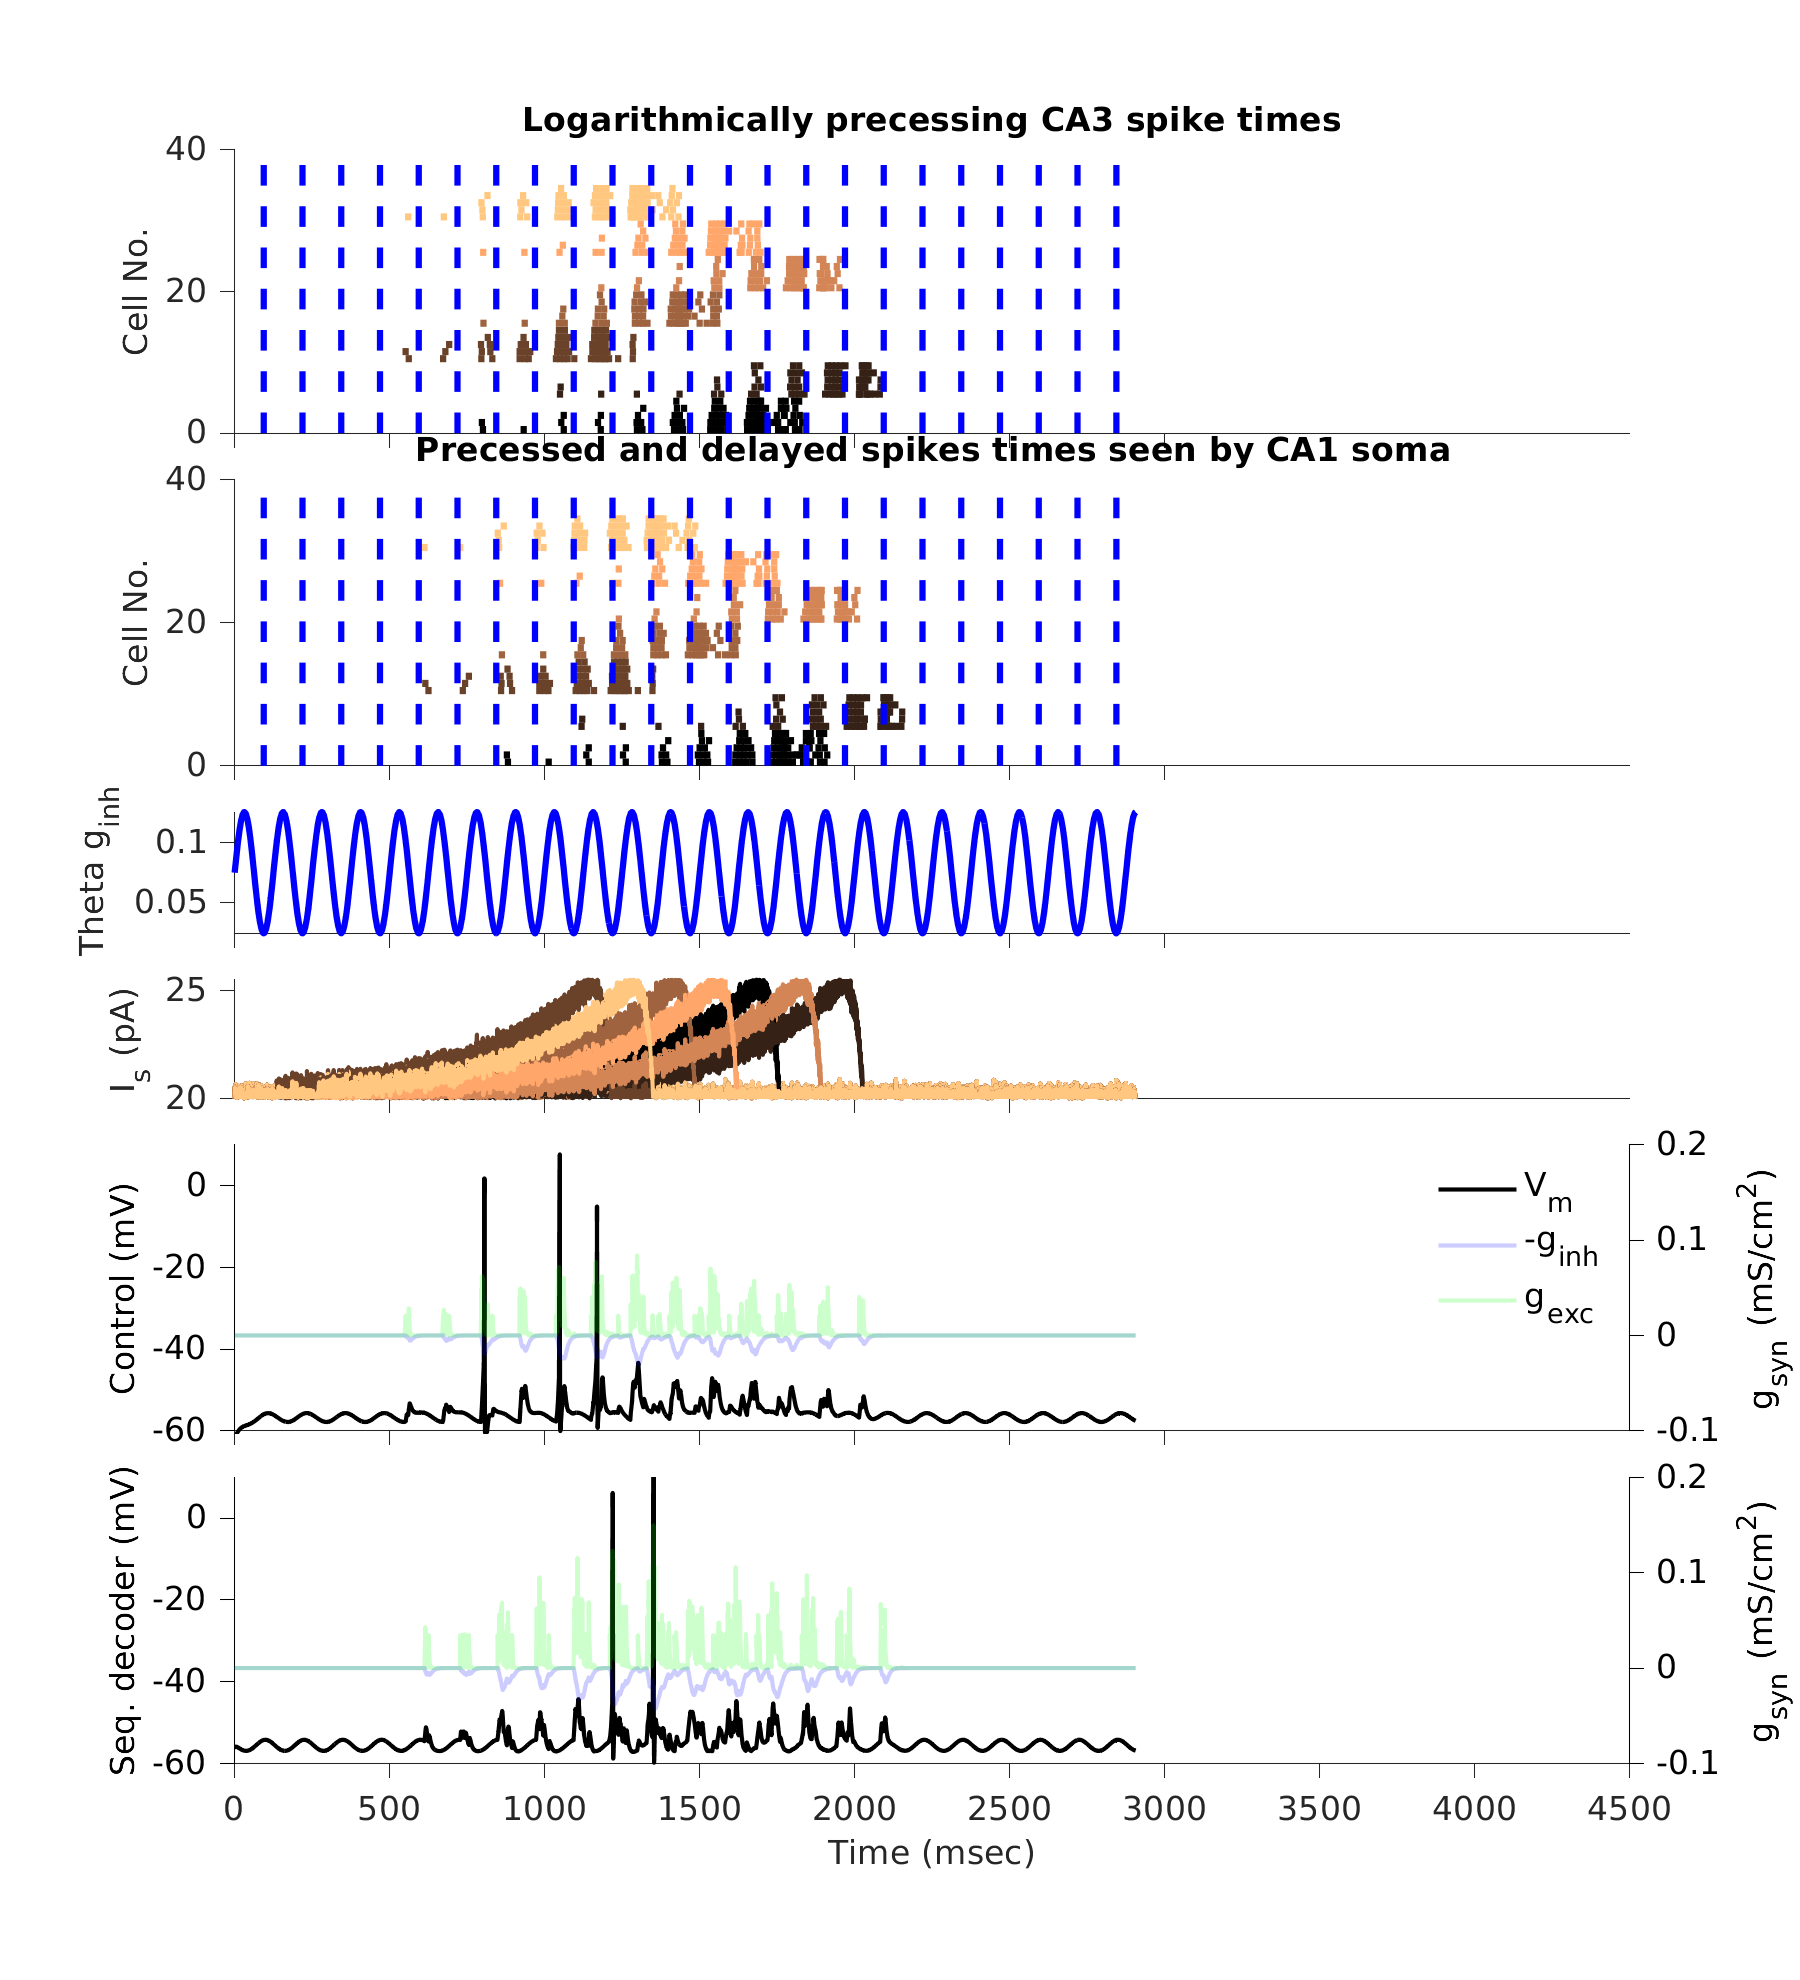 Logarithmically precessing CA3 spike times
40
20
0
Cell No.
Precessed and delayed spikes times seen by CA1 soma
40
20
0
Cell No.
0.1
0.05
Theta g_inh
25
20
I_s (pA)
0
-20
-40
-60
Control (mV)
V_m
-g_inh
g_exc
0.2
0.1
0
-0.1
g_syn (mS/cm^2)
0
-20
-40
-60
Seq. decoder (mV)
0.2
0.1
0
-0.1
g_syn (mS/cm^2)
0 500 1000 1500 2000 2500 3000 3500 4000 4500
Time (msec)